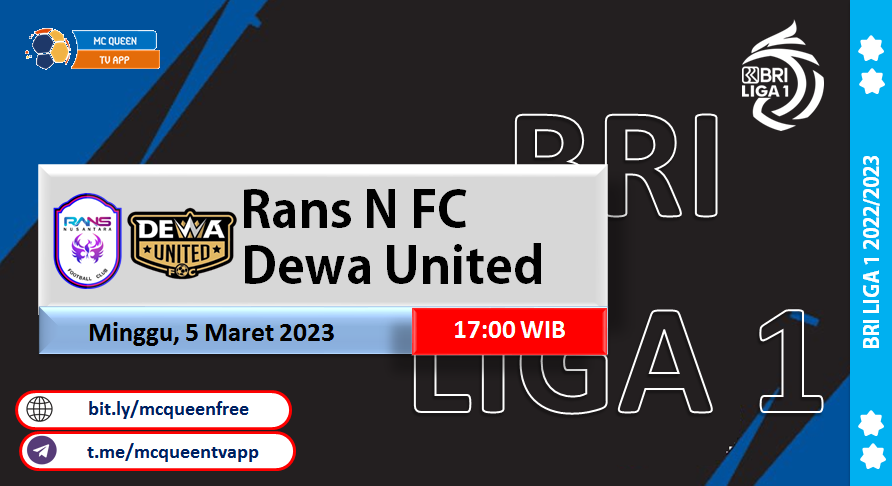 MC QUEEN
TV APP
BRI
LIGA 1
BRI
LIGA 1
RANS
NUSANTARA
FOOTBALL CLUB
DEWA
UNITED
FC
Rans N FC
Dewa United
Minggu, 5 Maret 2023
17:00 WIB
bit.ly/mcqueenfree
t.me/mcqueentvapp
BRI LIGA 1 2022/2023